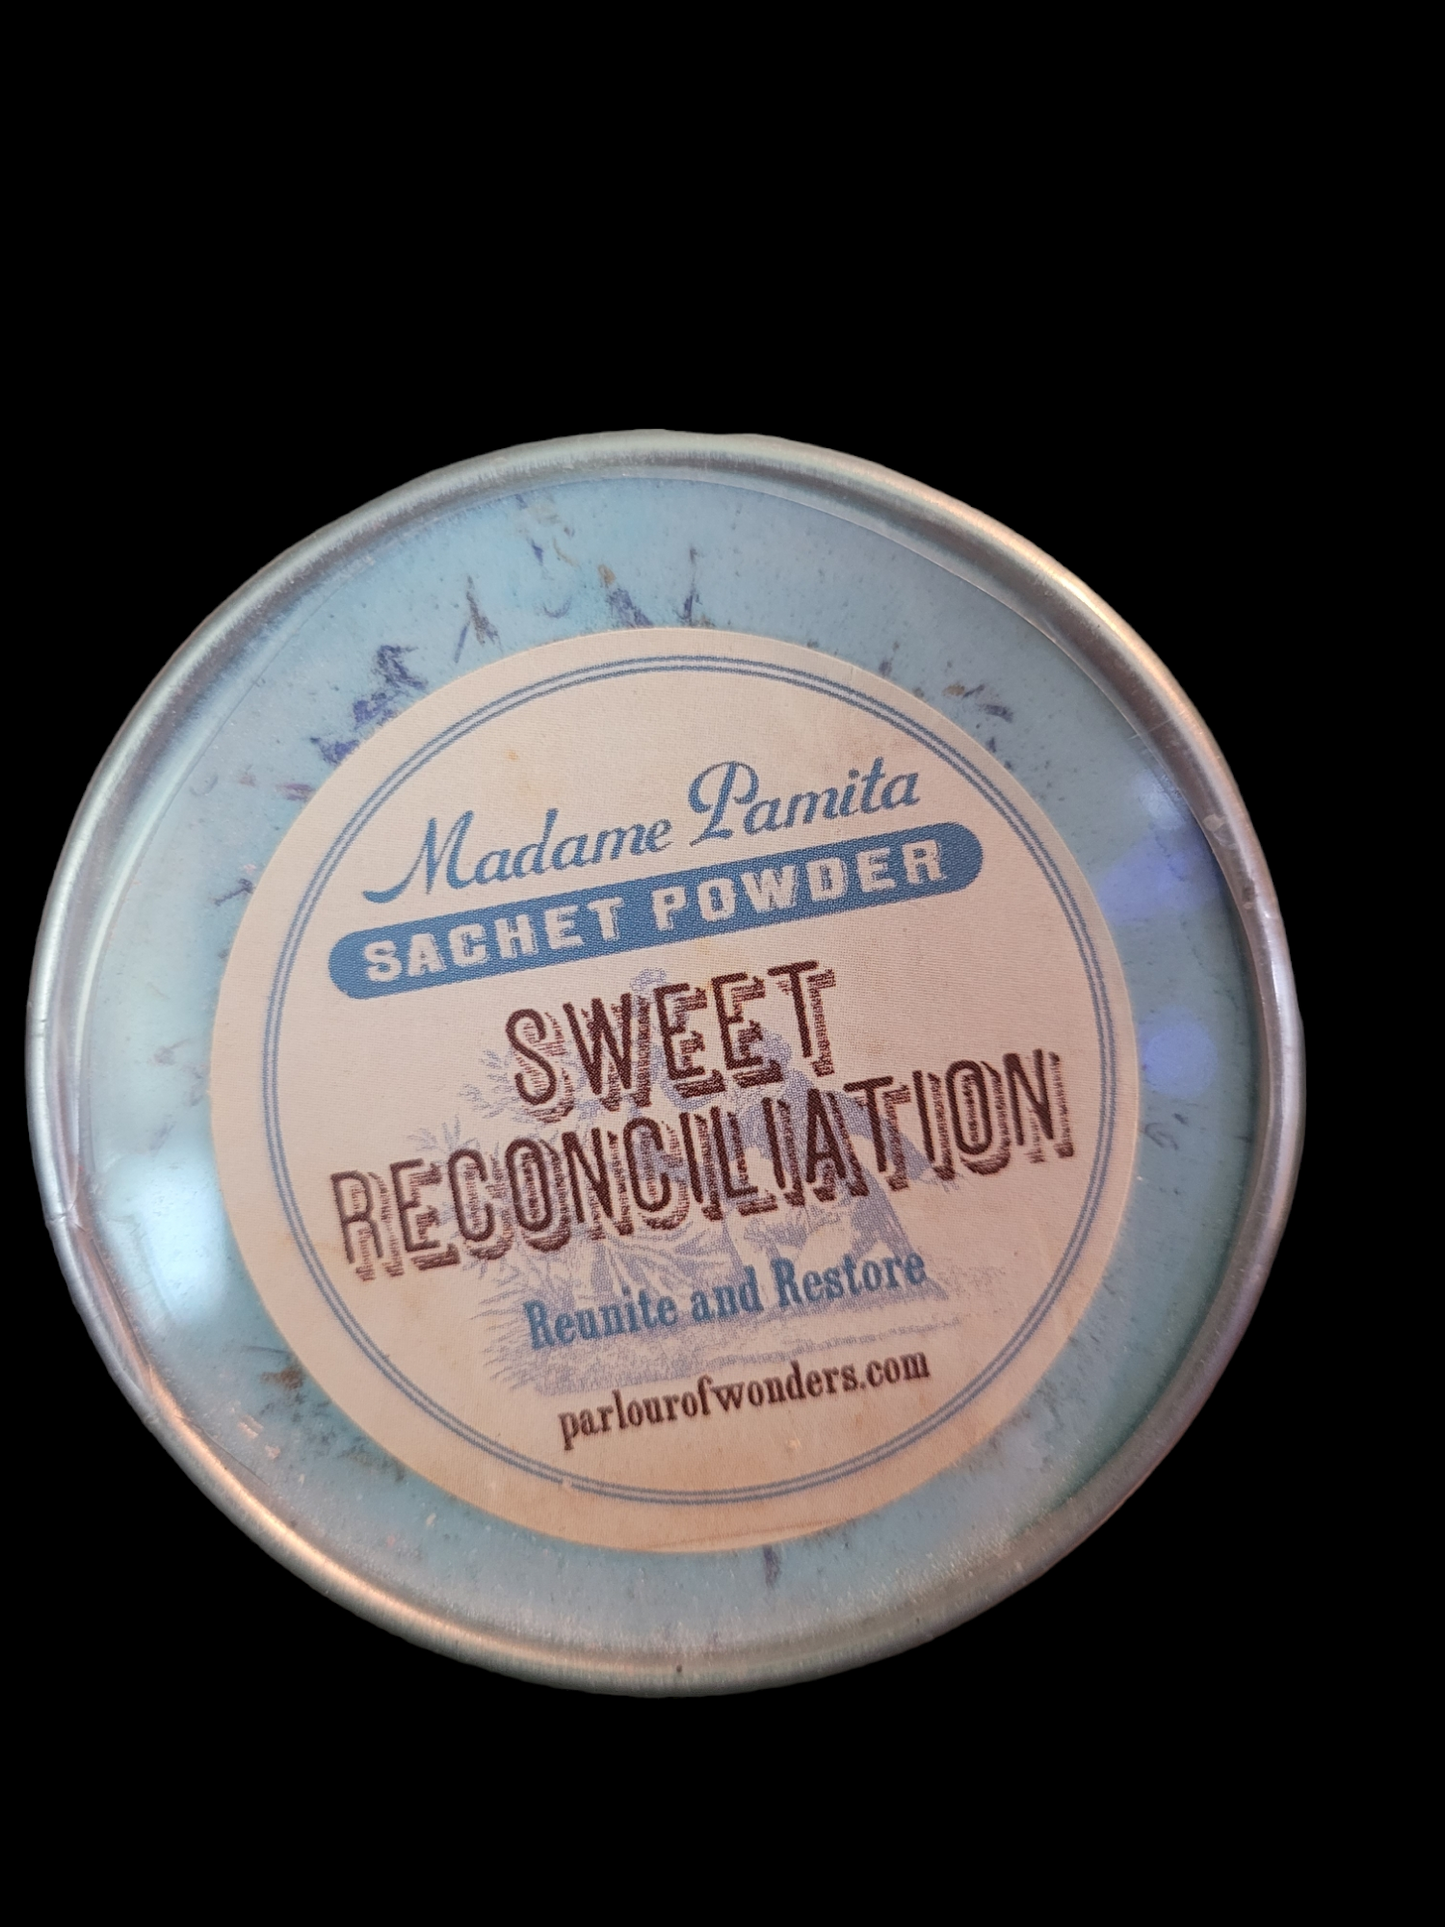 Madame Pamita
SACHET POWDER
SWEET
RECONCILIATION
Reunite and Restore
parlourofwonders.com